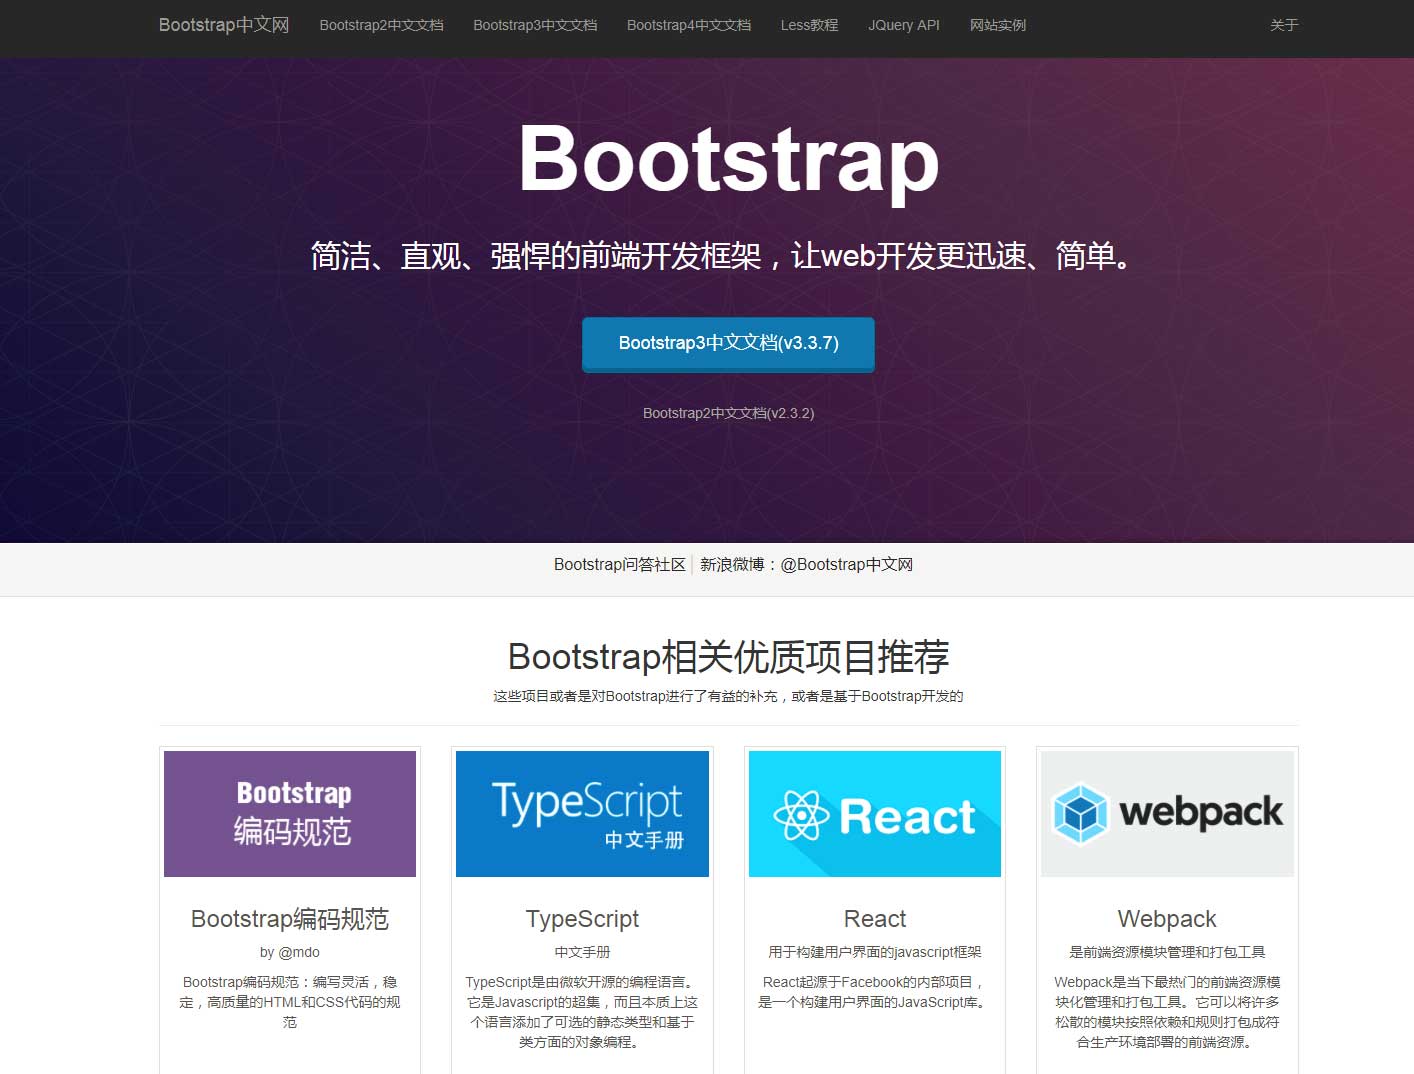 Bootstrap中文网 Bootstrap2中文文档 Bootstrap3中文文档 Bootstrap4中文文档 Less教程 JQuery API 网站实例 关于
Bootstrap
简洁、直观、强悍的前端开发框架，让web开发更迅速、简单。
Bootstrap3中文文档(v3.3.7)
Bootstrap2中文文档(v2.3.2)
Bootstrap问答社区 新浪微博：@Bootstrap中文网
Bootstrap相关优质项目推荐
这些项目或者是对Bootstrap进行了有益的补充，或者是基于Bootstrap开发的
Bootstrap
编码规范
Bootstrap编码规范
by @mdo
Bootstrap编码规范：编写灵活，稳
定，高质量的HTML和CSS代码的规
范
TypeScript
中文手册
TypeScript
中文手册
TypeScript是由微软开源的编程语言。
它是Javascript的超集，而且本质上这
个语言添加了可选的静态类型和基于
类方面的对象编程。
React
React
用于构建用户界面的javascript框架
React起源于Facebook的内部项目，
是一个构建用户界面的JavaScript库。
webpack
Webpack
是前端资源模块管理和打包工具
Webpack是当下最热门的前端资源模
块化管理和打包工具。它可以将许多
松散的模块按照依赖和规则打包成符
合生产环境部署的前端资源。